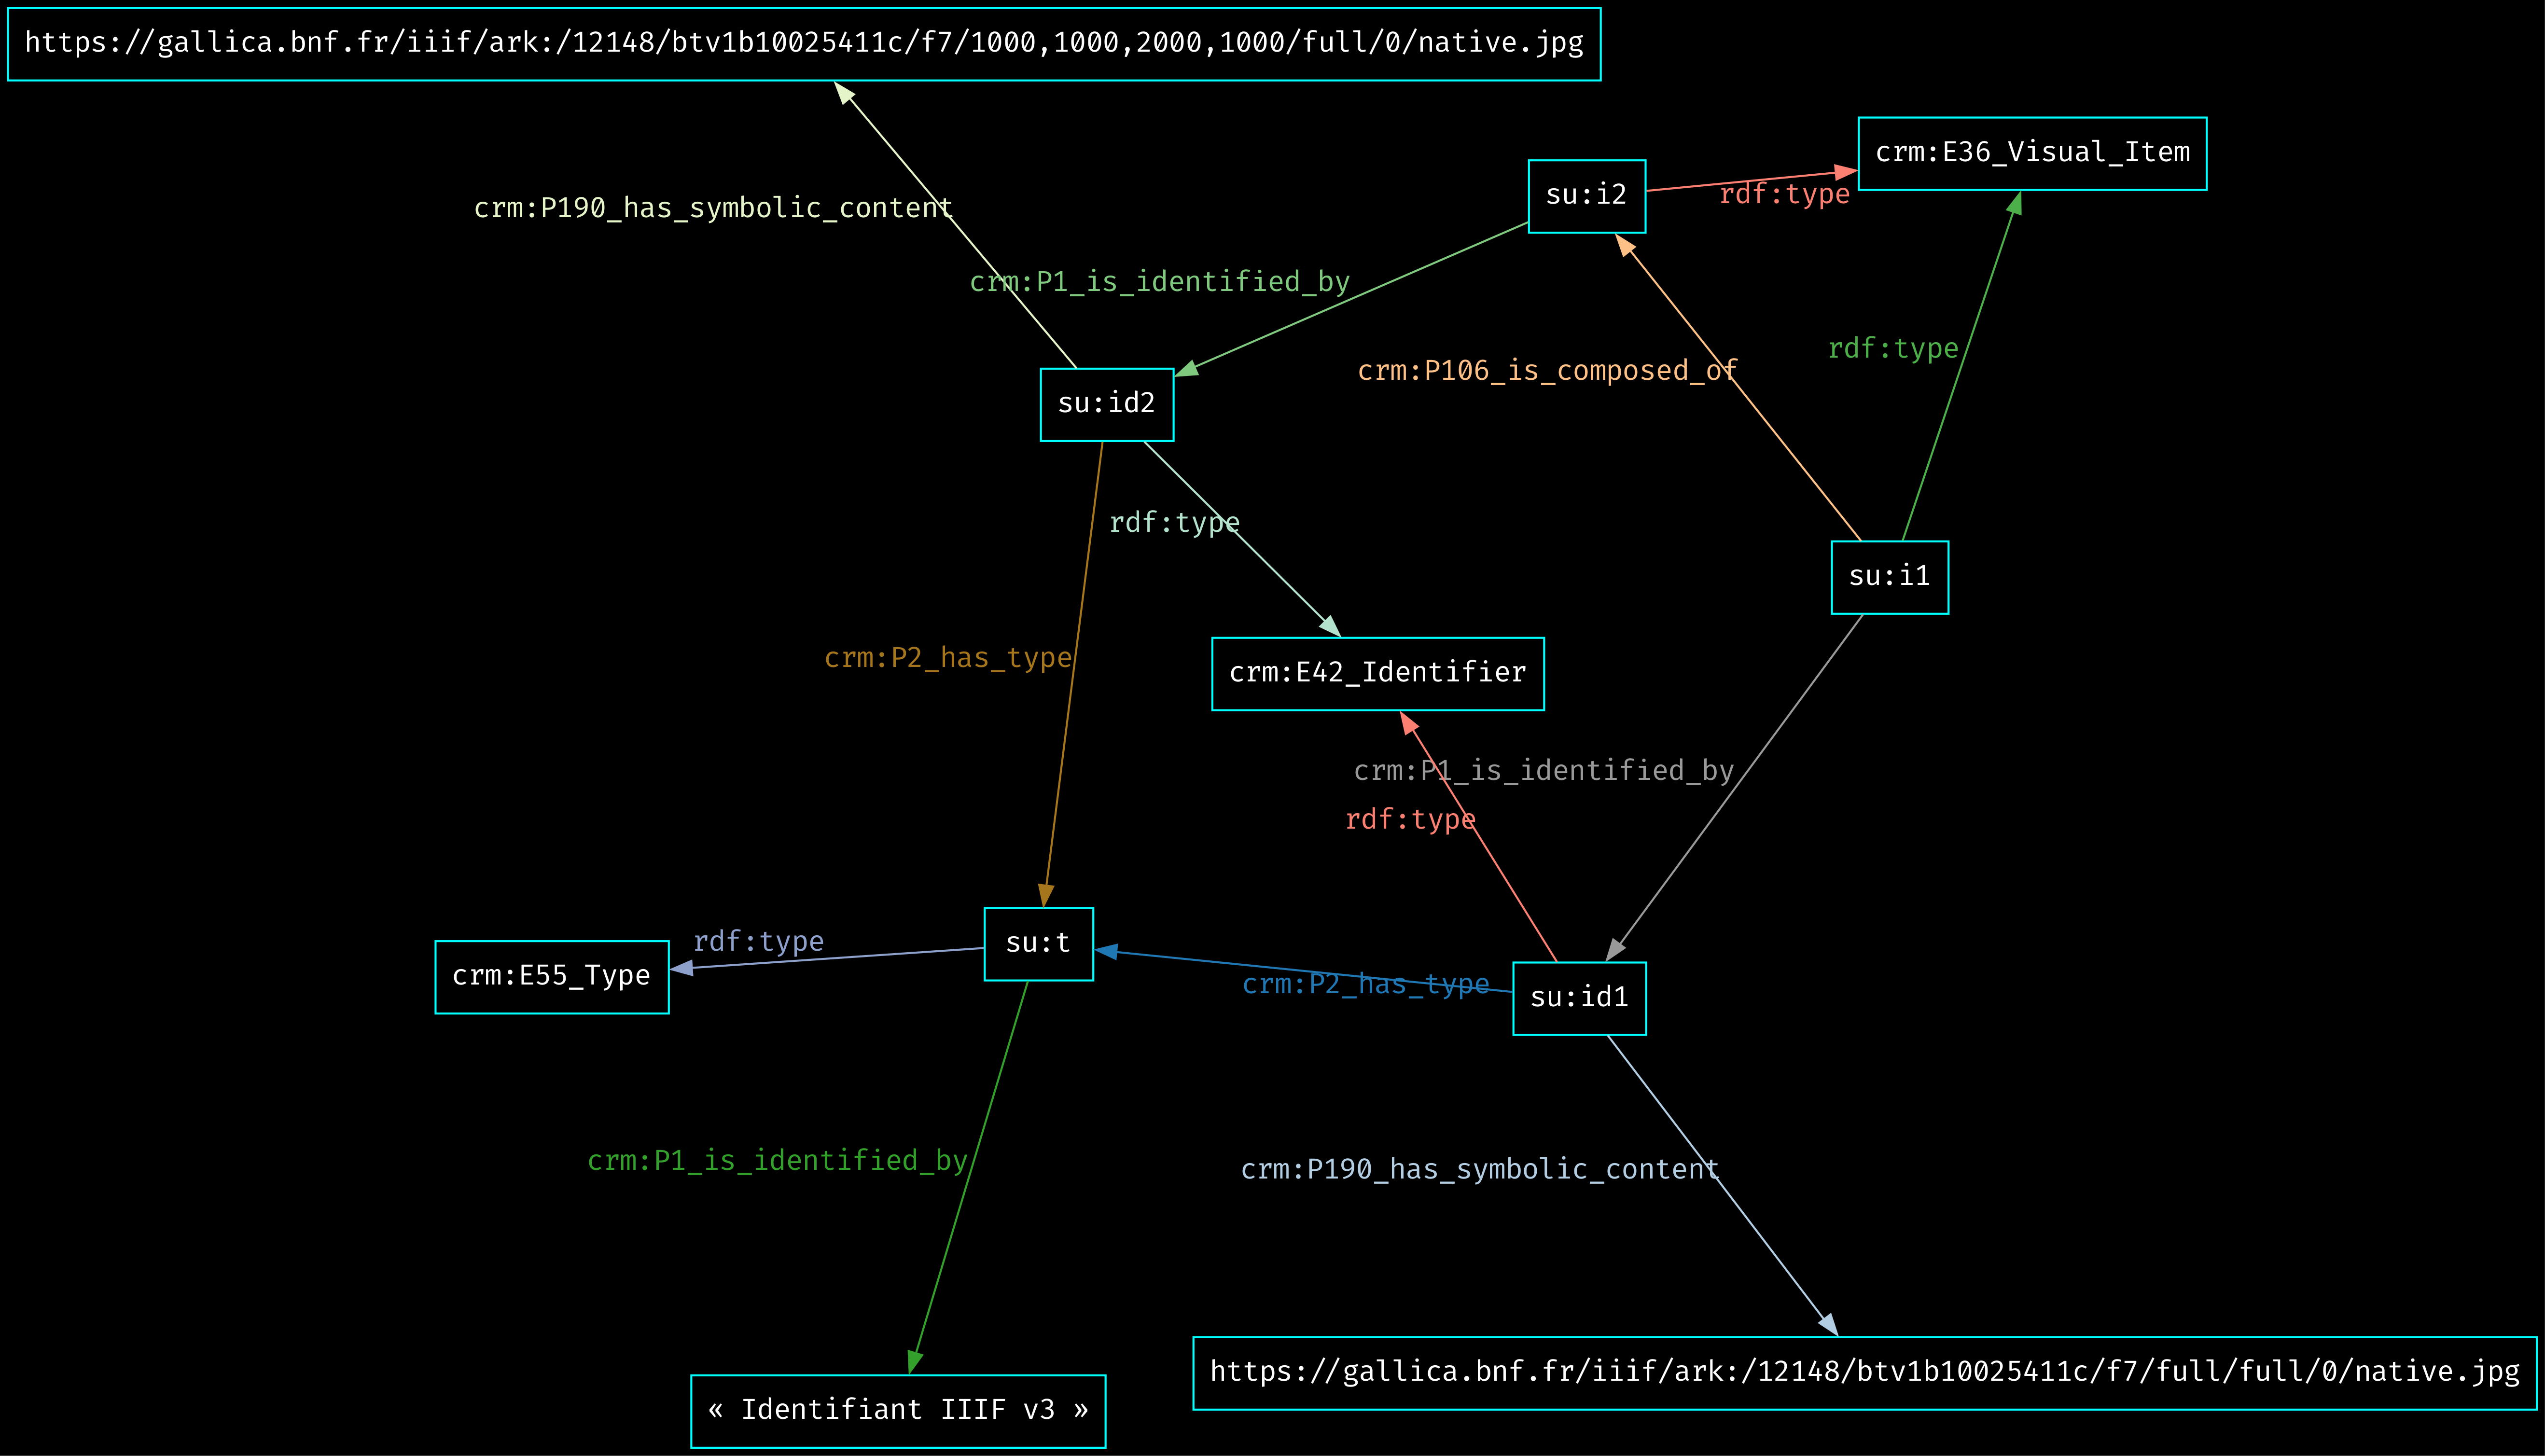 https://gallica.bnf.fr/iiif/ark:/12148/btv1b10025411c/f7/1000,1000,2000,1000/full/0/native.jpg
crm:E36_Visual_Item
su:i2
rdf:type
crm:P190_has_symbolic_content
crm:P1_is_identified_by
rdf:type
crm:P106_is_composed_of
su:id2
rdf:type
su:i1
crm:P2_has_type
crm:E42_Identifier
crm:P1_is_identified_by
rdf:type
rdf:type
su:t
crm:E55_Type
crm:P2_has_type
su:id1
crm:P1_is_identified_by
crm:P190_has_symbolic_content
https://gallica.bnf.fr/iiif/ark:/12148/btv1b10025411c/f7/full/full/0/native.jpg
« Identifiant IIIF v3 »